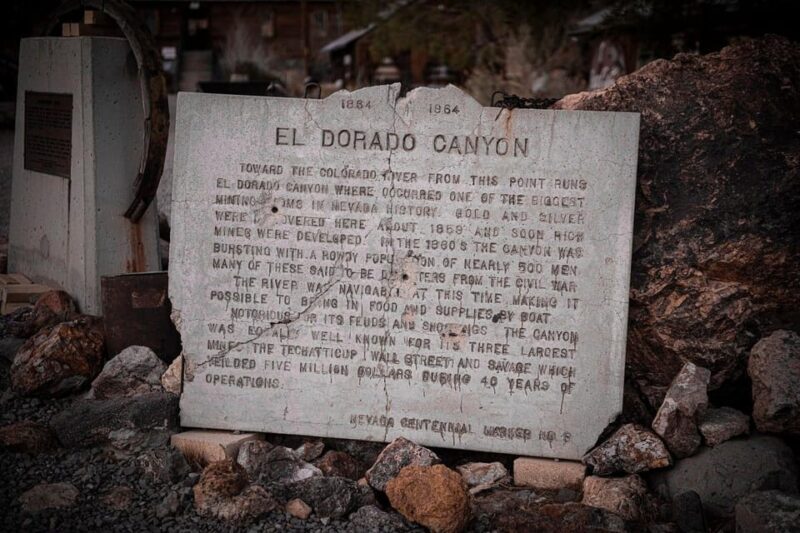 1864 1964
EL DORADO CANYON
TOWARD THE COLORADO RIVER FROM THIS POINT RUNS
EL DORADO CANYON WHERE OCCURRED ONE OF THE BIGGEST
MINING BOOMS IN NEVADA HISTORY. GOLD AND SILVER
WERE DISCOVERED HERE ABOUT 1859 AND SOON RICH
MINES WERE DEVELOPED. IN THE 1860'S THE CANYON WAS
BURSTING WITH A ROWDY POPULATION OF NEARLY 500 MEN
MANY OF THESE SAID TO BE DESERTERS FROM THE CIVIL WAR
THE RIVER WAS NAVIGABLE AT THIS TIME MAKING IT
POSSIBLE TO BRING IN FOOD AND SUPPLIES BY BOAT
NOTORIOUS FOR ITS FEUDS AND SHOOTINGS THE CANYON
WAS EQUALLY WELL KNOWN FOR ITS THREE LARGEST
MINES THE TECHATTICUP WALL STREET AND SAVAGE WHICH
YEILDED FIVE MILLION DOLLARS DURING 40 YEARS OF
OPERATIONS.
NEVADA CENTENNIAL MARKER NO